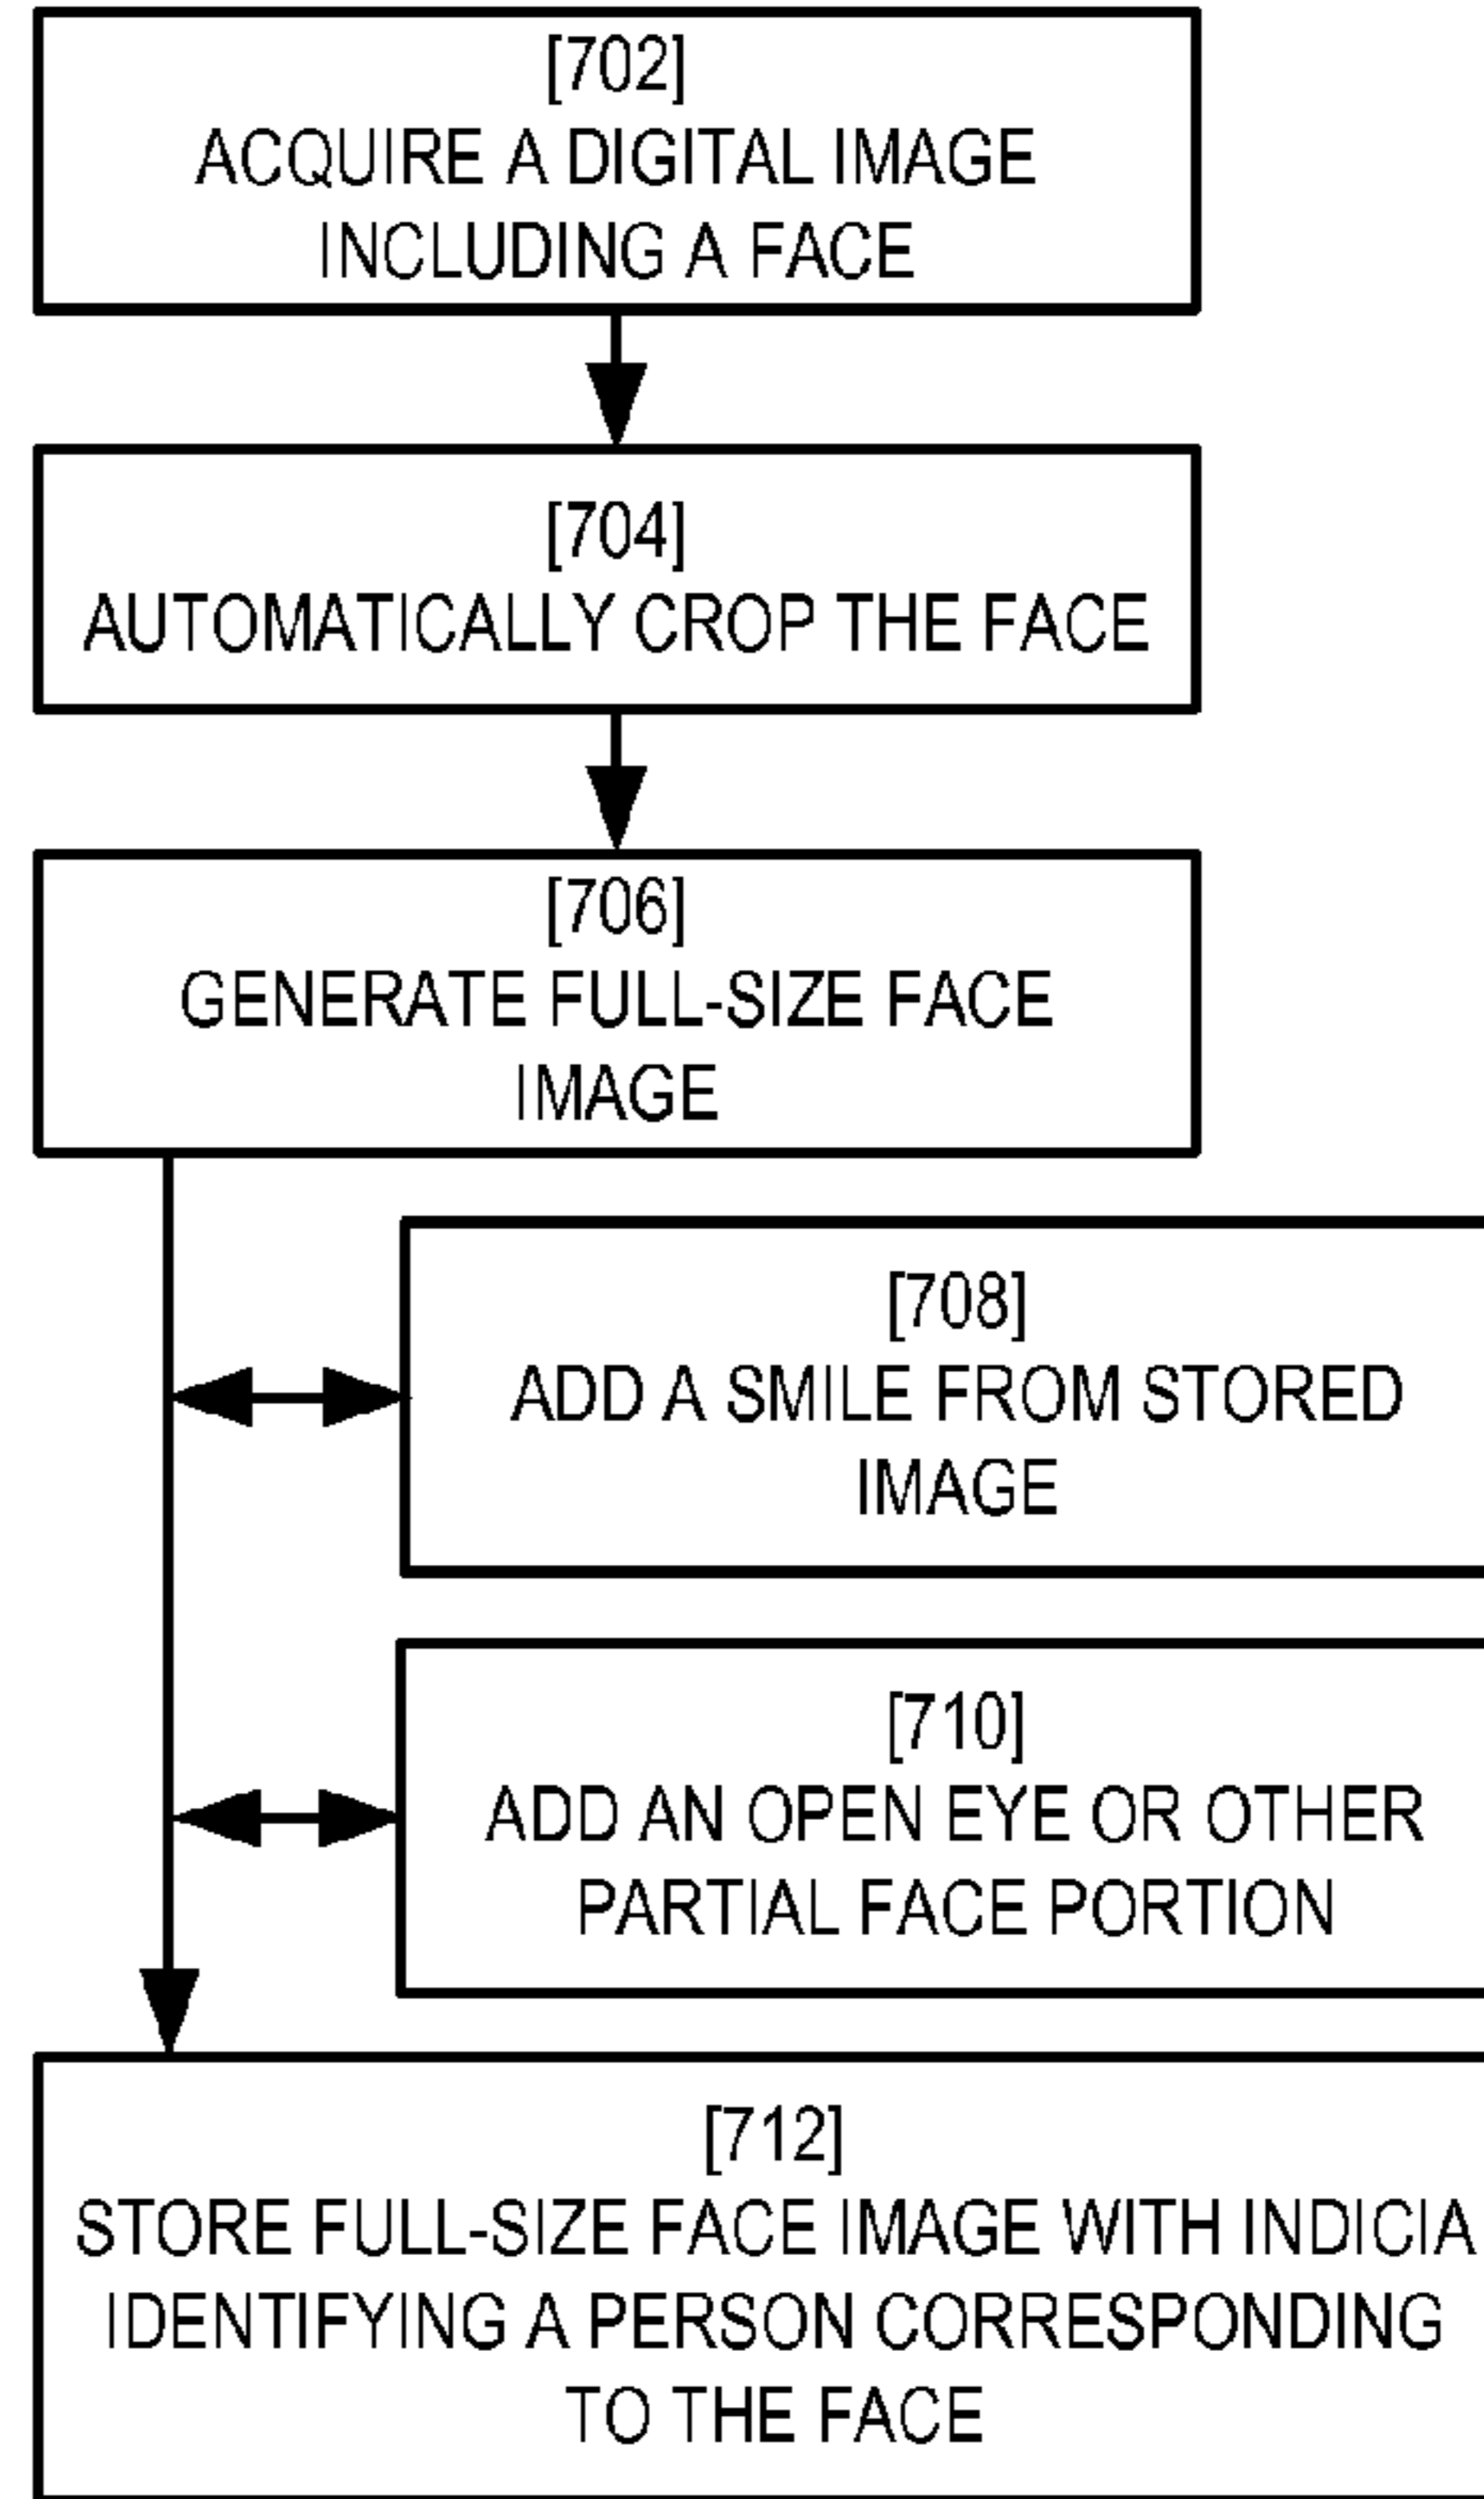 [702]
ACQUIRE A DIGITAL IMAGE
INCLUDING A FACE
[704]
AUTOMATICALLY CROP THE FACE
[706]
GENERATE FULL-SIZE FACE
IMAGE
[708]
ADD A SMILE FROM STORED
IMAGE
[710]
ADD AN OPEN EYE OR OTHER
PARTIAL FACE PORTION
[712]
STORE FULL-SIZE FACE IMAGE WITH INDICIA
IDENTIFYING A PERSON CORRESPONDING
TO THE FACE